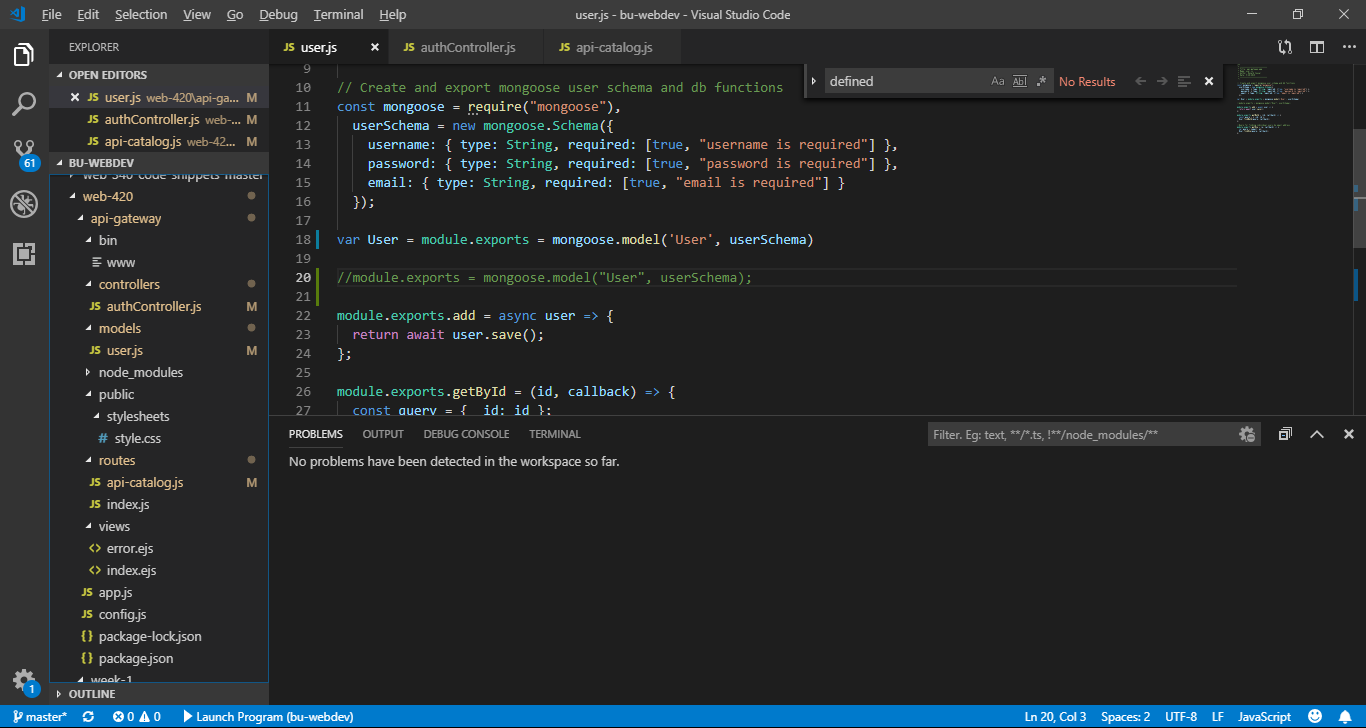 File Edit Selection View Go Debug Terminal Help
user.js - bu-webdev - Visual Studio Code
EXPLORER
OPEN EDITORS
JS user.js web-420\api-ga... M
JS authController.js web-... M
JS api-catalog.js web-42... M
BU-WEBDEV
web-340-code-snippets-master
web-420
api-gateway
bin
www
controllers
JS authController.js M
models
JS user.js M
node_modules
public
stylesheets
# style.css
routes
JS api-catalog.js M
JS index.js
views
<> error.ejs
<> index.ejs
JS app.js
JS config.js
{} package-lock.json
{} package.json
week-1
OUTLINE
61
1
JS user.js JS authController.js JS api-catalog.js
defined Aa Abl .* No Results
9
10 // Create and export mongoose user schema and db functions
11 const mongoose = require("mongoose"),
12 userSchema = new mongoose.Schema({
13 username: { type: String, required: [true, "username is required"] },
14 password: { type: String, required: [true, "password is required"] },
15 email: { type: String, required: [true, "email is required"] }
16 });
17
18 var User = module.exports = mongoose.model('User', userSchema)
19
20 //module.exports = mongoose.model("User", userSchema);
21
22 module.exports.add = async user => {
23 return await user.save();
24 };
25
26 module.exports.getById = (id, callback) => {
27 const query = { _id: id };
PROBLEMS OUTPUT DEBUG CONSOLE TERMINAL
Filter. Eg: text, **/*.ts, !**/node_modules/**
No problems have been detected in the workspace so far.
master* 0 0 Launch Program (bu-webdev)
Ln 20, Col 3 Spaces: 2 UTF-8 LF JavaScript